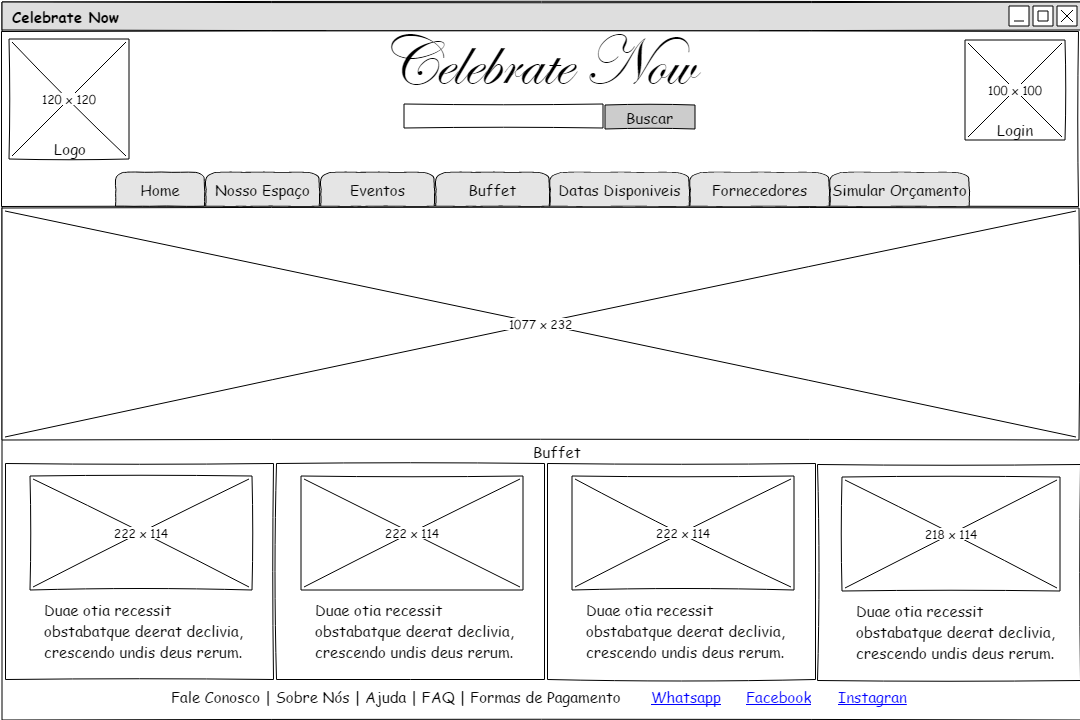 Celebrate Now
Celebrate Now
120 x 120
Logo
100 x 100
Login
Buscar
Home
Nosso Espaço
Eventos
Buffet
Datas Disponiveis
Fornecedores
Simular Orçamento
1077 x 232
Buffet
222 x 114
Duae otia recessit
obstabatque deerat declivia,
crescendo undis deus rerum.
222 x 114
Duae otia recessit
obstabatque deerat declivia,
crescendo undis deus rerum.
222 x 114
Duae otia recessit
obstabatque deerat declivia,
crescendo undis deus rerum.
218 x 114
Duae otia recessit
obstabatque deerat declivia,
crescendo undis deus rerum.
Fale Conosco | Sobre Nós | Ajuda | FAQ | Formas de Pagamento Whatsapp Facebook Instagran